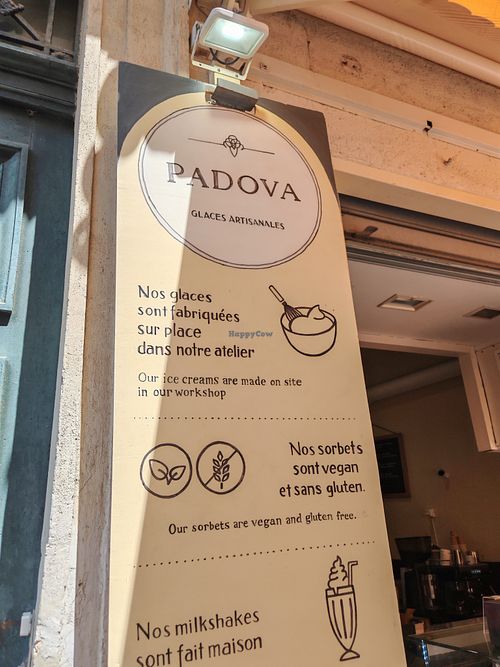 PADOVA
GLACES ARTISANALES
Nos glaces
sont fabriquées
sur place
dans notre atelier
HappyCow
Our ice creams are made on site
in our workshop
Nos sorbets
sont vegan
et sans gluten.
Our sorbets are vegan and gluten free.
Nos milkshakes
sont fait maison